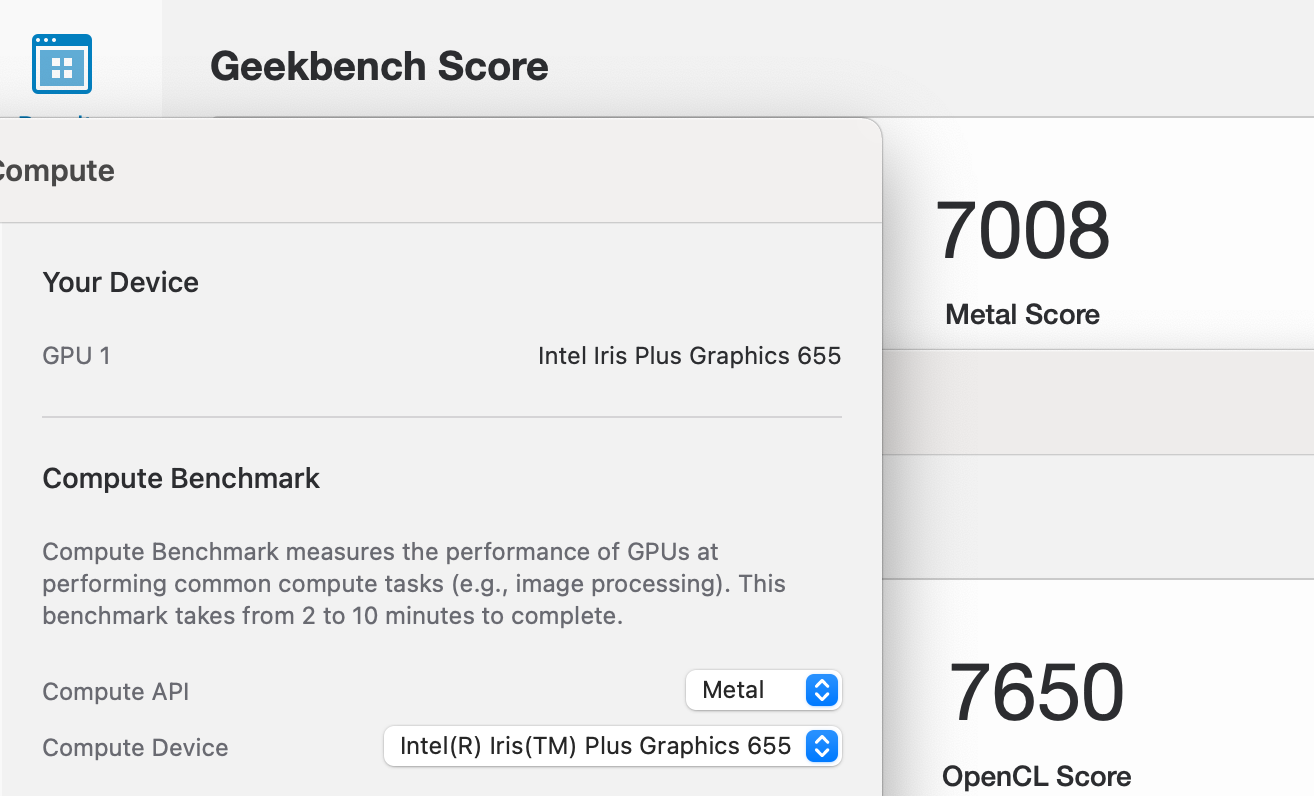 Geekbench Score
Compute
7008
Metal Score
Your Device
GPU 1
Intel Iris Plus Graphics 655
Compute Benchmark
Compute Benchmark measures the performance of GPUs at
performing common compute tasks (e.g., image processing). This
benchmark takes from 2 to 10 minutes to complete.
Compute API
Metal
Compute Device
Intel(R) Iris(TM) Plus Graphics 655
7650
OpenCL Score